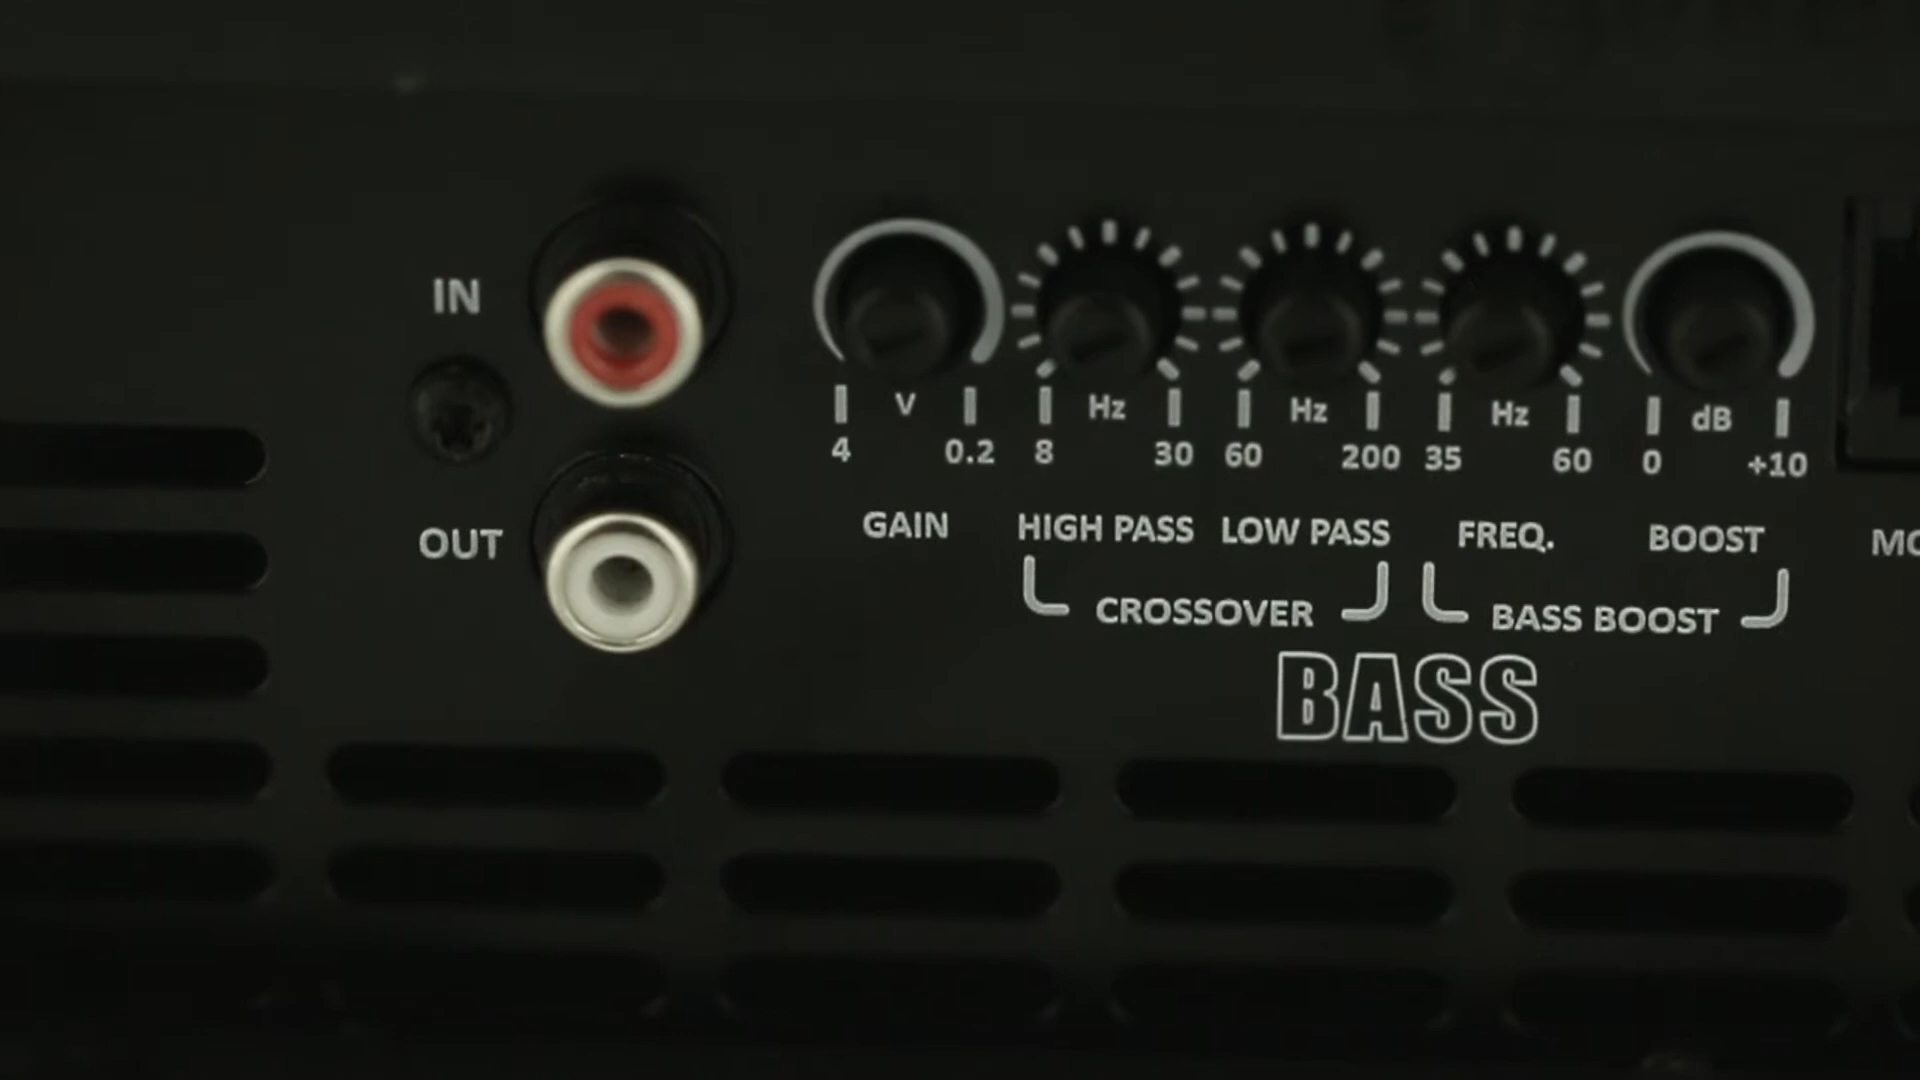 IN
OUT
V
4 0.2
GAIN
Hz
8 30
HIGH PASS
Hz
60 200
LOW PASS
CROSSOVER
Hz
35 60
FREQ.
dB
0 +10
BOOST
BASS BOOST
BASS